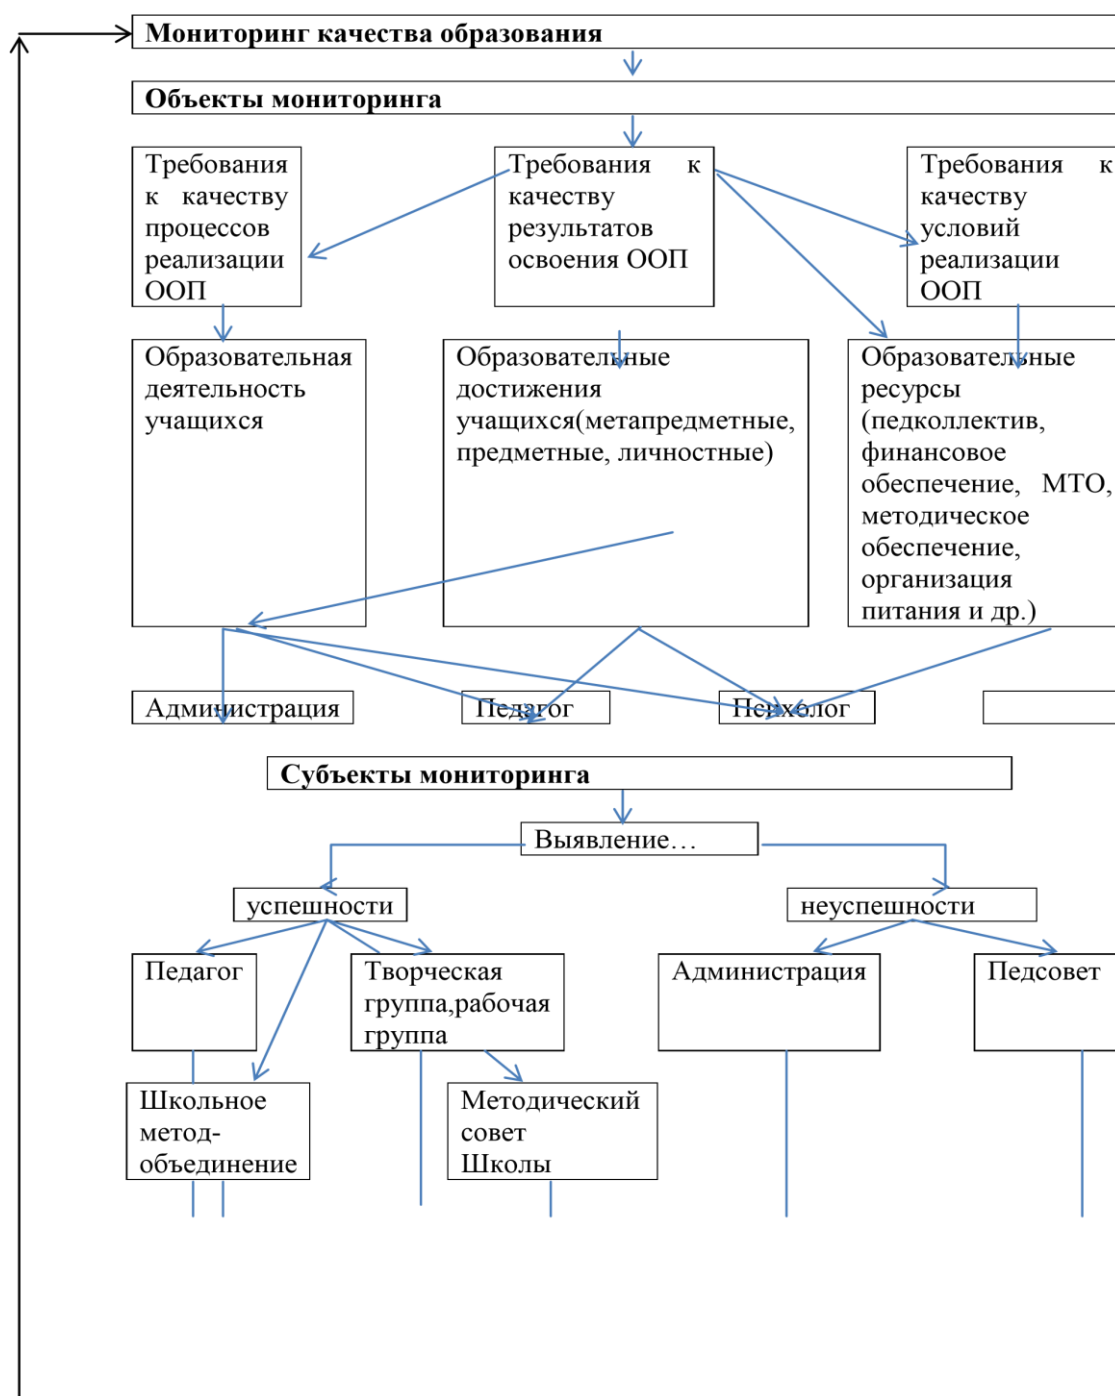 Мониторинг качества образования
Объекты мониторинга
Требования
к качеству
процессов
реализации
ООП
Требования к
качеству
результатов
освоения ООП
Требования к
качеству
условий
реализации
ООП
Образовательная
деятельность
учащихся
Образовательные
достижения
учащихся(метапредметные,
предметные, личностные)
Образовательные
ресурсы
(педколлектив,
финансовое
обеспечение, МТО,
методическое
обеспечение,
организация
питания и др.)
Администрация
Педагог
Психолог
Субъекты мониторинга
Выявление…
успешности
неуспешности
Педагог
Творческая
группа,рабочая
группа
Администрация
Педсовет
Школьное
метод-
объединение
Методический
совет
Школы